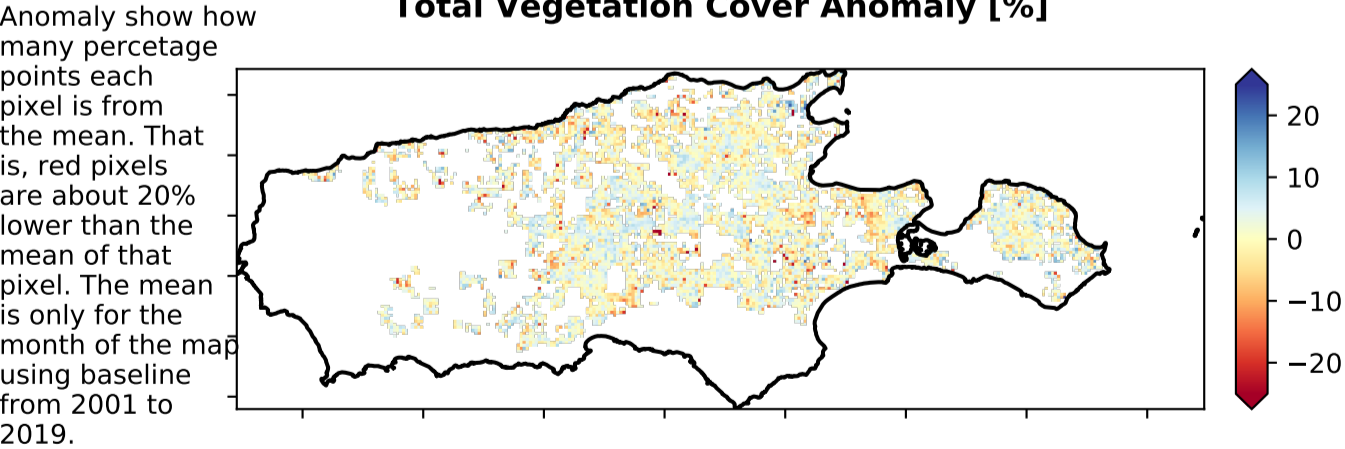 Total Vegetation Cover Anomaly [%]
Anomaly show how
many percetage
points each
pixel is from
the mean. That
is, red pixels
are about 20%
lower than the
mean of that
pixel. The mean
is only for the
month of the map
using baseline
from 2001 to
2019.
20
10
0
−10
−20